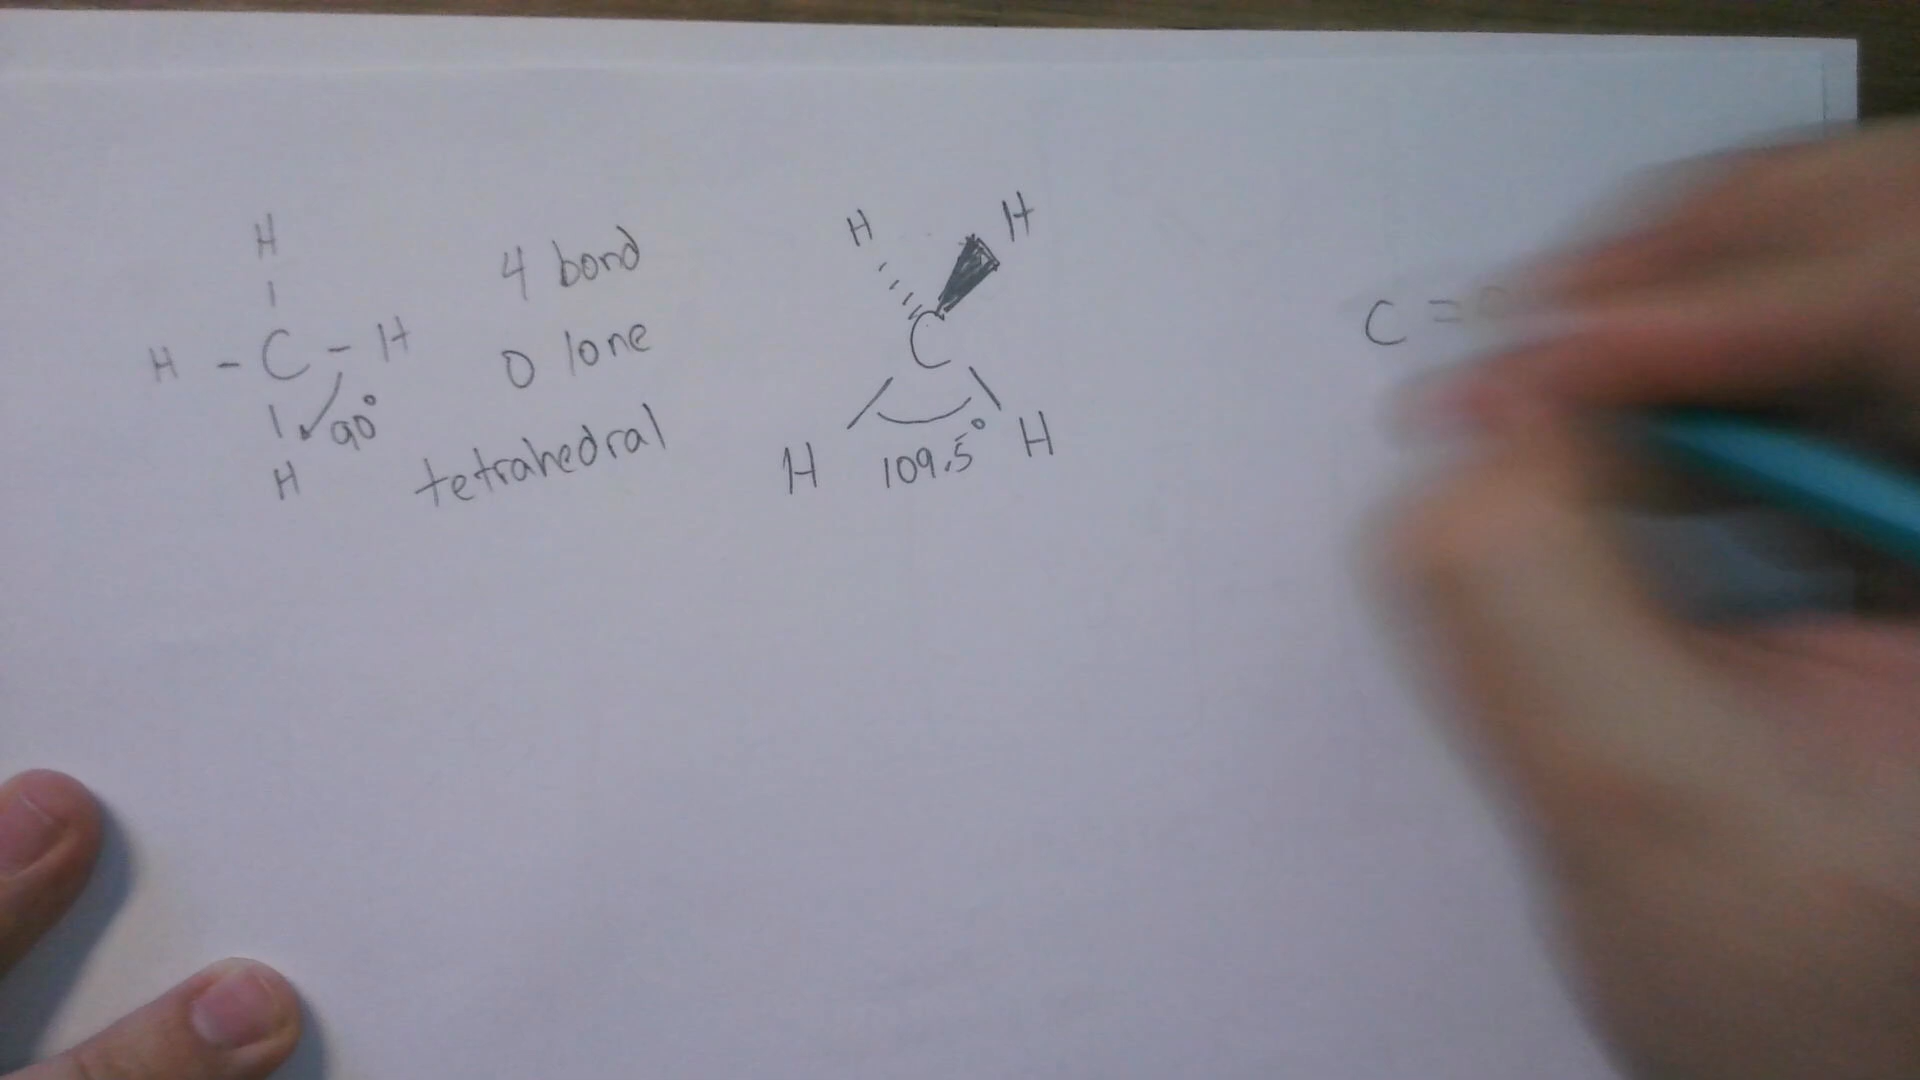 H
H - C - H
90°
H
4 bond
0 lone
tetrahedral
H H
C
H 109.5° H
C =